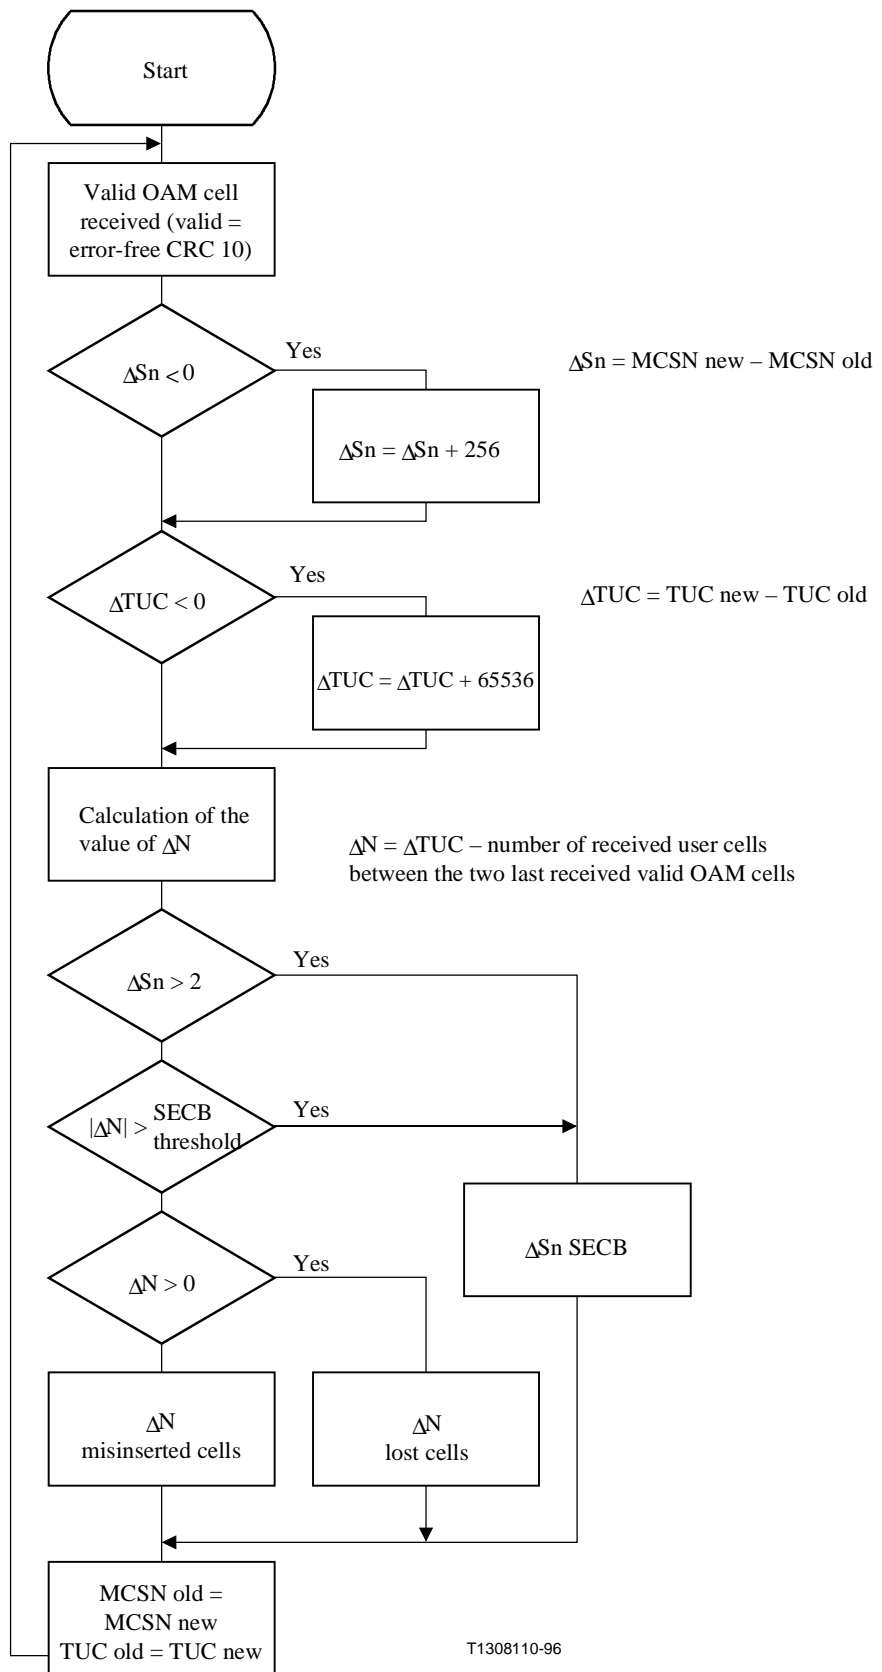 Start
Valid OAM cell
received (valid =
error-free CRC 10)
ΔSn < 0
Yes
ΔSn = MCSN new – MCSN old
ΔSn = ΔSn + 256
ΔTUC < 0
Yes
ΔTUC = TUC new – TUC old
ΔTUC = ΔTUC + 65536
Calculation of the
value of ΔN
ΔN = ΔTUC – number of received user cells
between the two last received valid OAM cells
ΔSn > 2
Yes
|ΔN| > SECB
threshold
Yes
ΔSn SECB
ΔN > 0
Yes
ΔN
misinserted cells
ΔN
lost cells
MCSN old =
MCSN new
TUC old = TUC new
T1308110-96